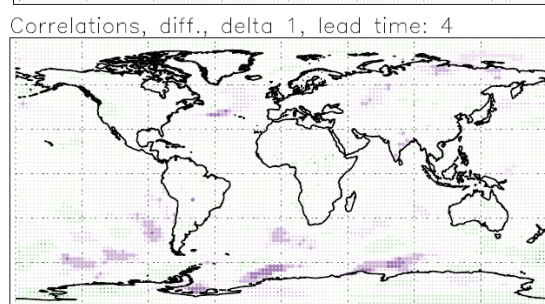 Correlations, diff., delta 1, lead time: 4